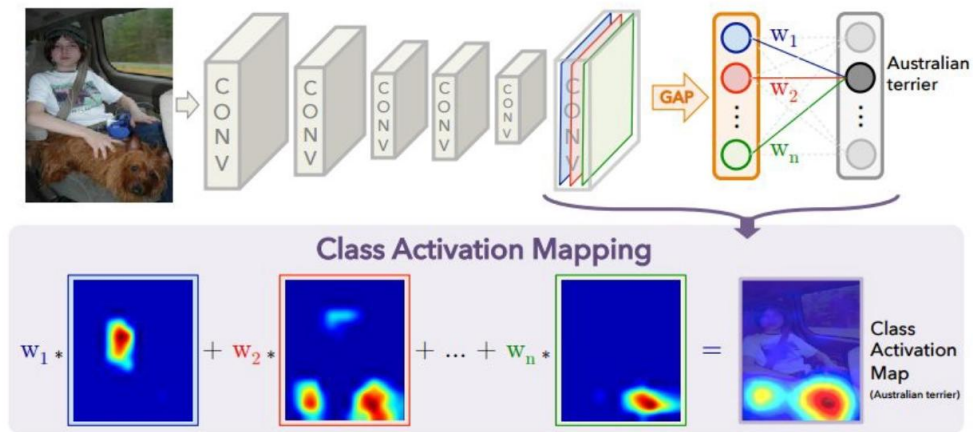 CONV
CONV
CONV
CONV
CONV
CONV
GAP
w1
w2
wn
Australian
terrier
Class Activation Mapping
w1 * + w2 * + ... + wn * =
Class
Activation
Map
(Australian terrier)